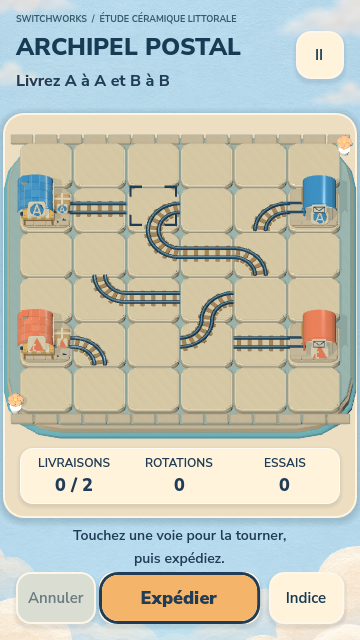 SWITCHWORKS / ÉTUDE CÉRAMIQUE LITTORALE
ARCHIPEL POSTAL
Livrez A à A et B à B
II
A
A
LIVRAISONS
ROTATIONS
ESSAIS
0 / 2
0
0
Touchez une voie pour la tourner,
puis expédiez.
Annuler
Expédier
Indice